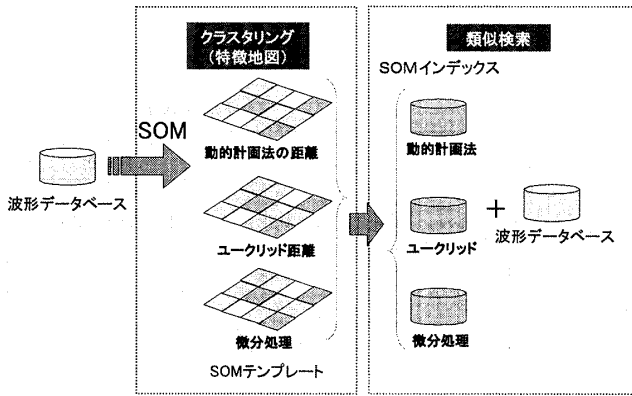 クラスタリング
(特徴地図)
類似検索
SOMインデックス
SOM
波形データベース
動的計画法の距離
ユークリッド距離
微分処理
SOMテンプレート
動的計画法
ユークリッド
微分処理
+
波形データベース